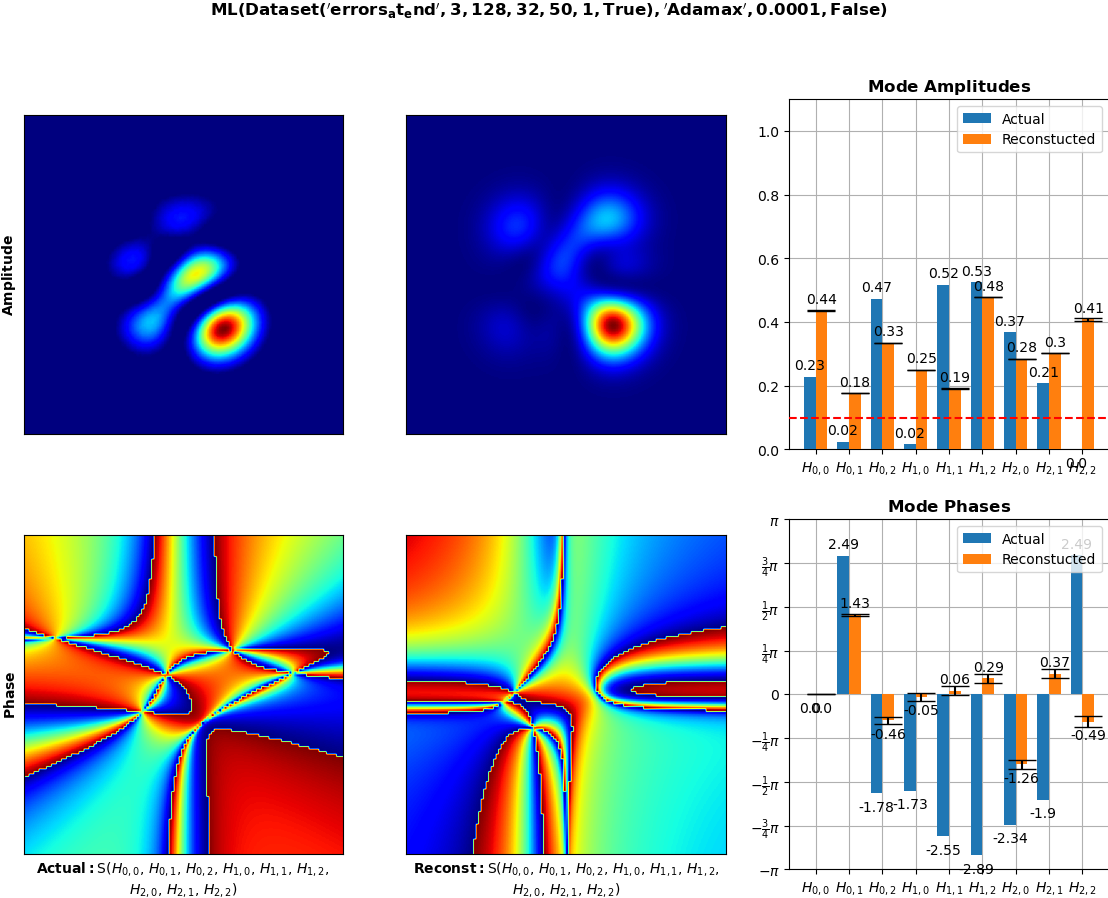 ML(Dataset('errors_at_end', 3, 128, 32, 50, 1, True), 'Adamax', 0.0001, False)
Amplitude
Mode Amplitudes
Actual
Reconstucted
1.0
0.8
0.6
0.4
0.2
0.0
0.23 0.44 0.02 0.18 0.47 0.33 0.02 0.25 0.52 0.19 0.53 0.48 0.37 0.28 0.21 0.3 0.0 0.41
H0,0 H0,1 H0,2 H1,0 H1,1 H1,2 H2,0 H2,1 H2,2
Phase
Mode Phases
Actual
Reconstucted
π
3/4π
1/2π
1/4π
0
−1/4π
−1/2π
−3/4π
−π
0.0 0.0 2.49 1.43 -1.78 -0.46 -1.73 -0.05 -2.55 0.06 -2.89 0.29 -2.34 -1.26 -1.9 0.37 2.49 -0.49
H0,0 H0,1 H0,2 H1,0 H1,1 H1,2 H2,0 H2,1 H2,2
Actual: S(H0,0, H0,1, H0,2, H1,0, H1,1, H1,2,
H2,0, H2,1, H2,2)
Reconst: S(H0,0, H0,1, H0,2, H1,0, H1,1, H1,2,
H2,0, H2,1, H2,2)